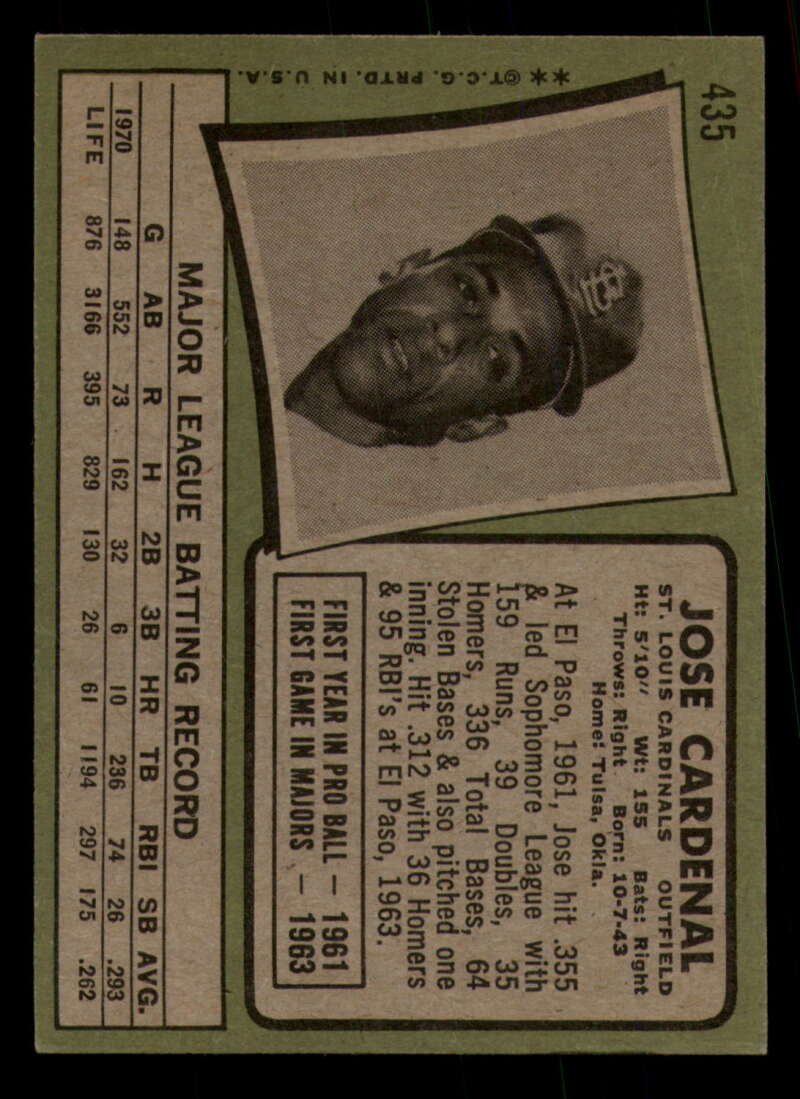 435
**©T.C.G. PRTD. IN U.S.A.
StL
JOSE CARDENAL
ST. LOUIS CARDINALS OUTFIELD
Ht: 5'10" Wt: 155 Bats: Right
Throws: Right Born: 10-7-43
Home: Tulsa, Okla.
At El Paso, 1961, Jose hit .355
& led Sophomore League with
159 Runs, 39 Doubles, 35
Homers, 336 Total Bases, 64
Stolen Bases & also pitched one
inning. Hit .312 with 36 Homers
& 95 RBI's at El Paso, 1963.
FIRST YEAR IN PRO BALL — 1961
FIRST GAME IN MAJORS — 1963
MAJOR LEAGUE BATTING RECORD
G AB R H 2B 3B HR TB RBI SB AVG.
1970 148 552 73 162 32 6 10 236 74 26 .293
LIFE 876 3166 395 829 130 26 61 1194 297 175 .262